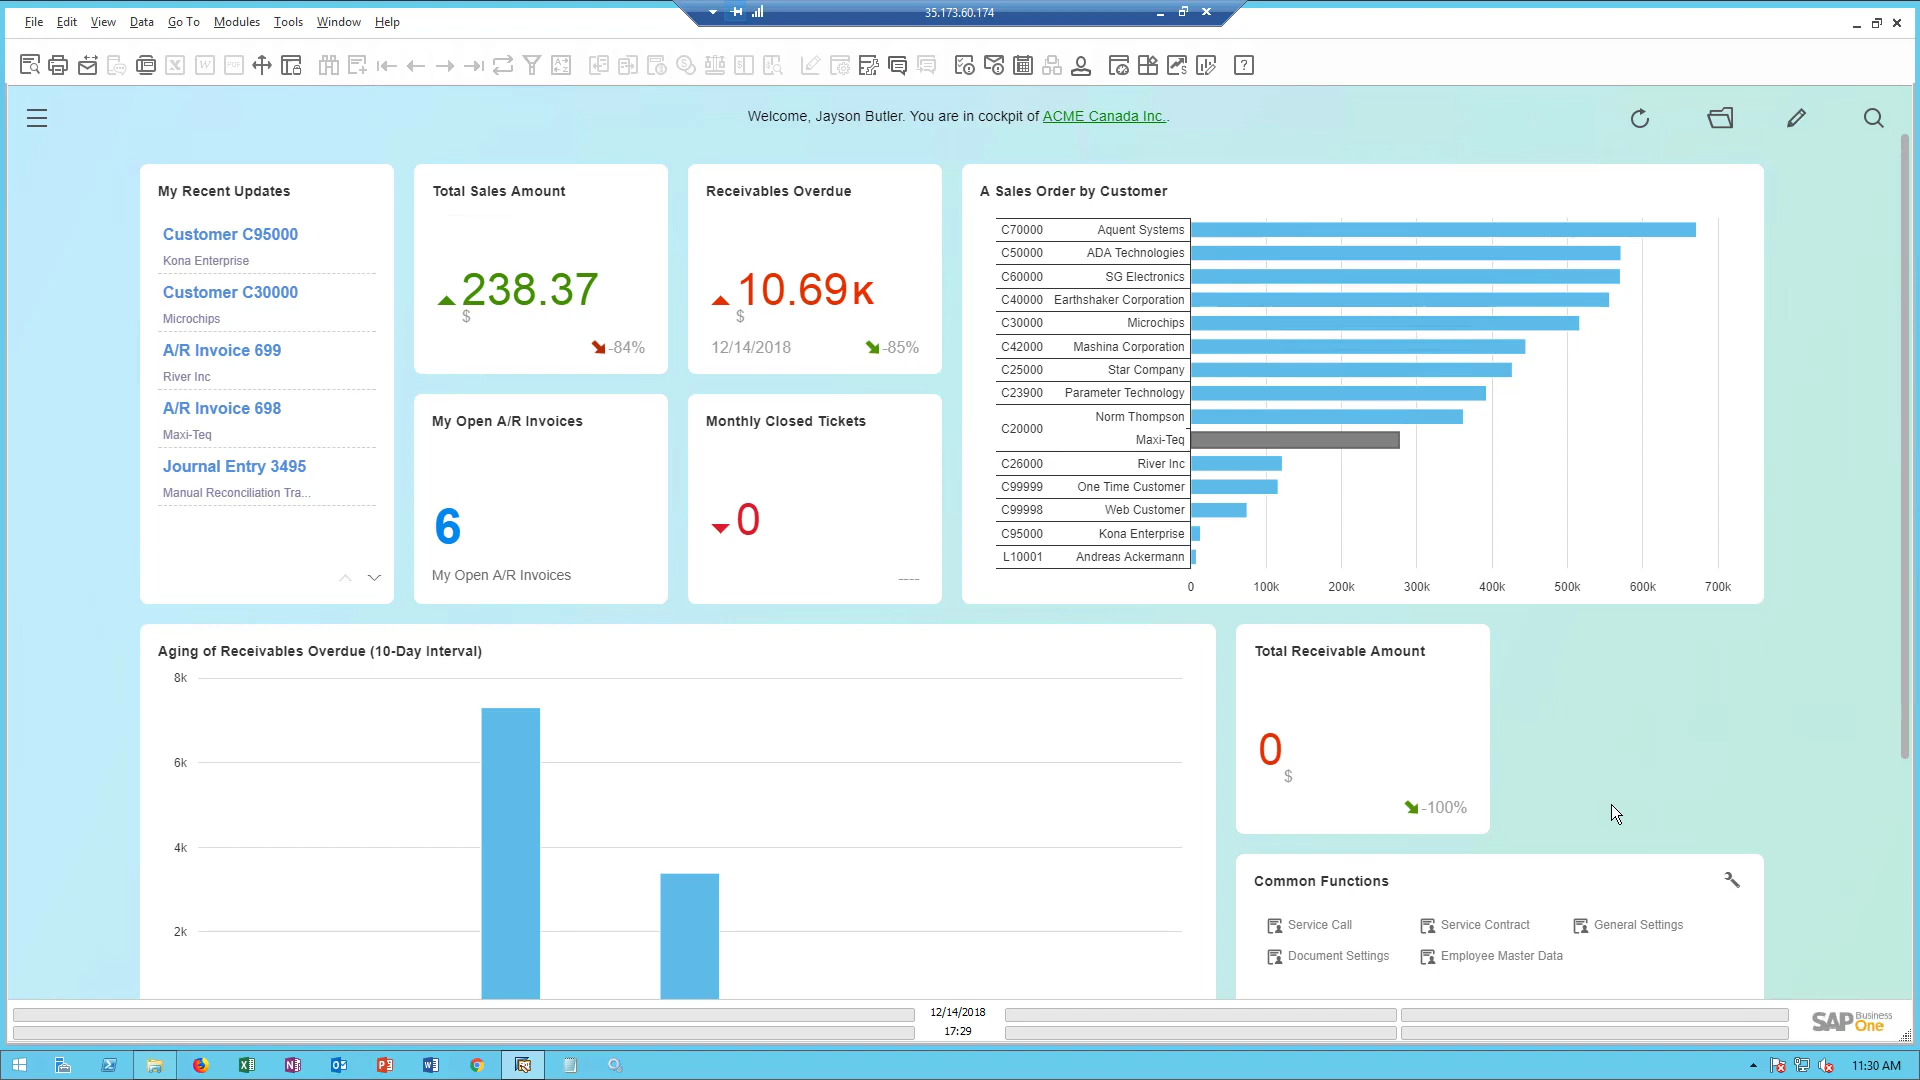 35.173.60.174
File Edit View Data Go To Modules Tools Window Help
Welcome, Jayson Butler. You are in cockpit of ACME Canada Inc..
My Recent Updates
Customer C95000
Kona Enterprise
Customer C30000
Microchips
A/R Invoice 699
River Inc
A/R Invoice 698
Maxi-Teq
Journal Entry 3495
Manual Reconciliation Tra...
Total Sales Amount
238.37
$
-84%
Receivables Overdue
10.69K
$
12/14/2018 -85%
My Open A/R Invoices
6
My Open A/R Invoices
Monthly Closed Tickets
0
----
A Sales Order by Customer
C70000 Aquent Systems
C50000 ADA Technologies
C60000 SG Electronics
C40000 Earthshaker Corporation
C30000 Microchips
C42000 Mashina Corporation
C25000 Star Company
C23900 Parameter Technology
C20000 Norm Thompson
Maxi-Teq
C26000 River Inc
C99999 One Time Customer
C99998 Web Customer
C95000 Kona Enterprise
L10001 Andreas Ackermann
0 100k 200k 300k 400k 500k 600k 700k
Aging of Receivables Overdue (10-Day Interval)
8k
6k
4k
2k
Total Receivable Amount
0
$
-100%
Common Functions
Service Call Service Contract General Settings
Document Settings Employee Master Data
12/14/2018
17:29
SAP Business One
11:30 AM